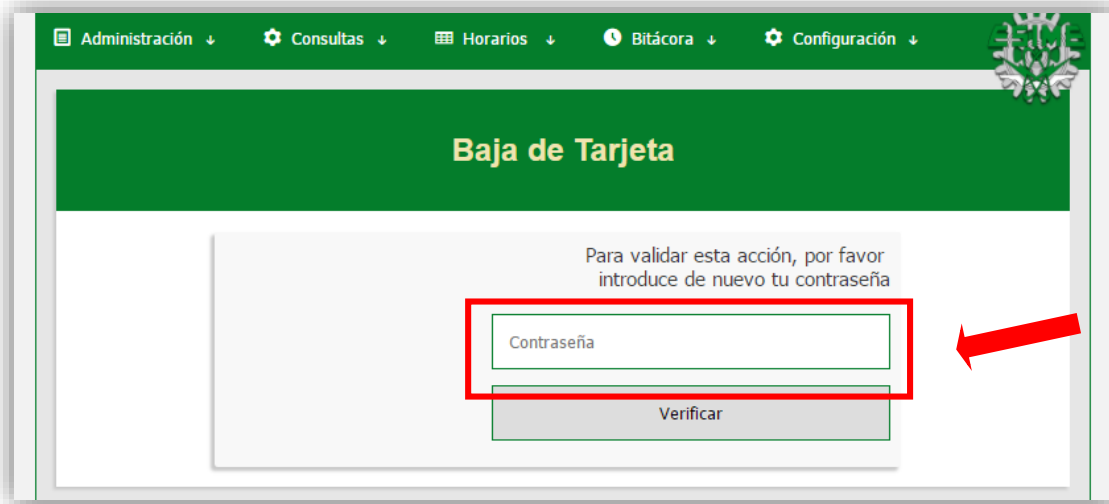 Administración ↓ Consultas ↓ Horarios ↓ Bitácora ↓ Configuración ↓
ESIME
Baja de Tarjeta
Para validar esta acción, por favor
introduce de nuevo tu contraseña
Contraseña
Verificar